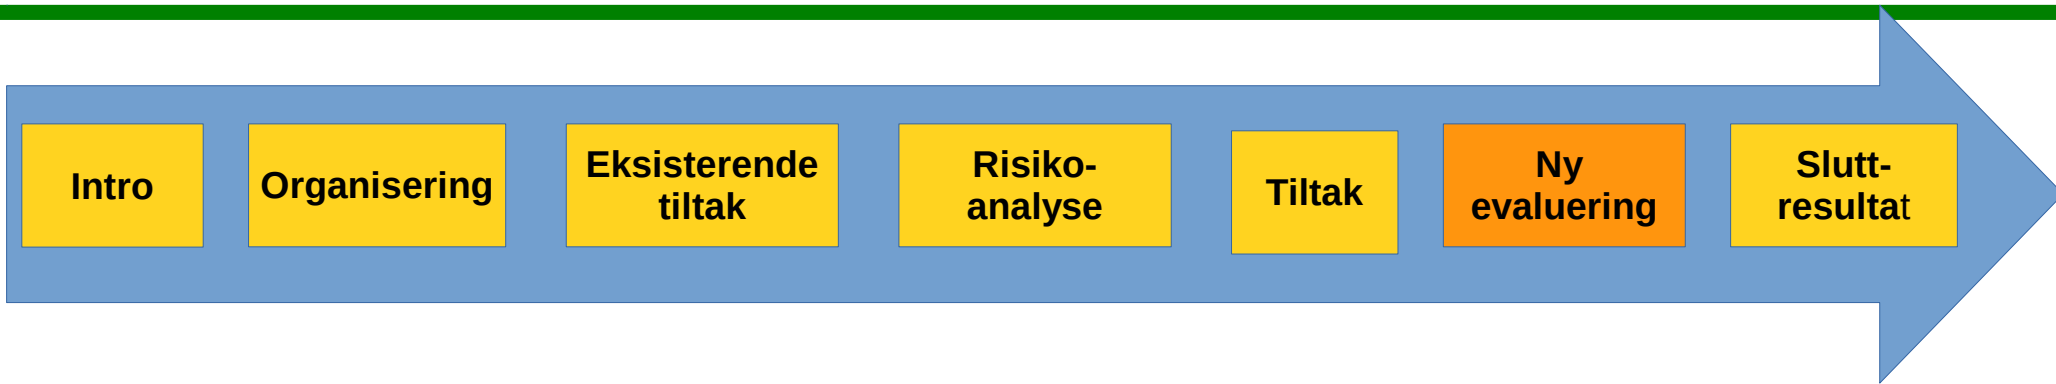 Intro
Organisering
Eksisterende
tiltak
Risiko-
analyse
Tiltak
Ny
evaluering
Slutt-
resultat